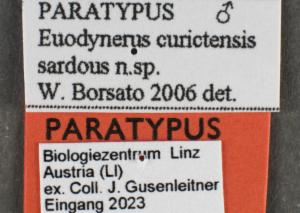 PARATYPUS ♂
Euodynerus curictensis
sardous n.sp.
W. Borsato 2006 det.
PARATYPUS
Biologiezentrum Linz
Austria (LI)
ex. Coll. J. Gusenleitner
Eingang 2023